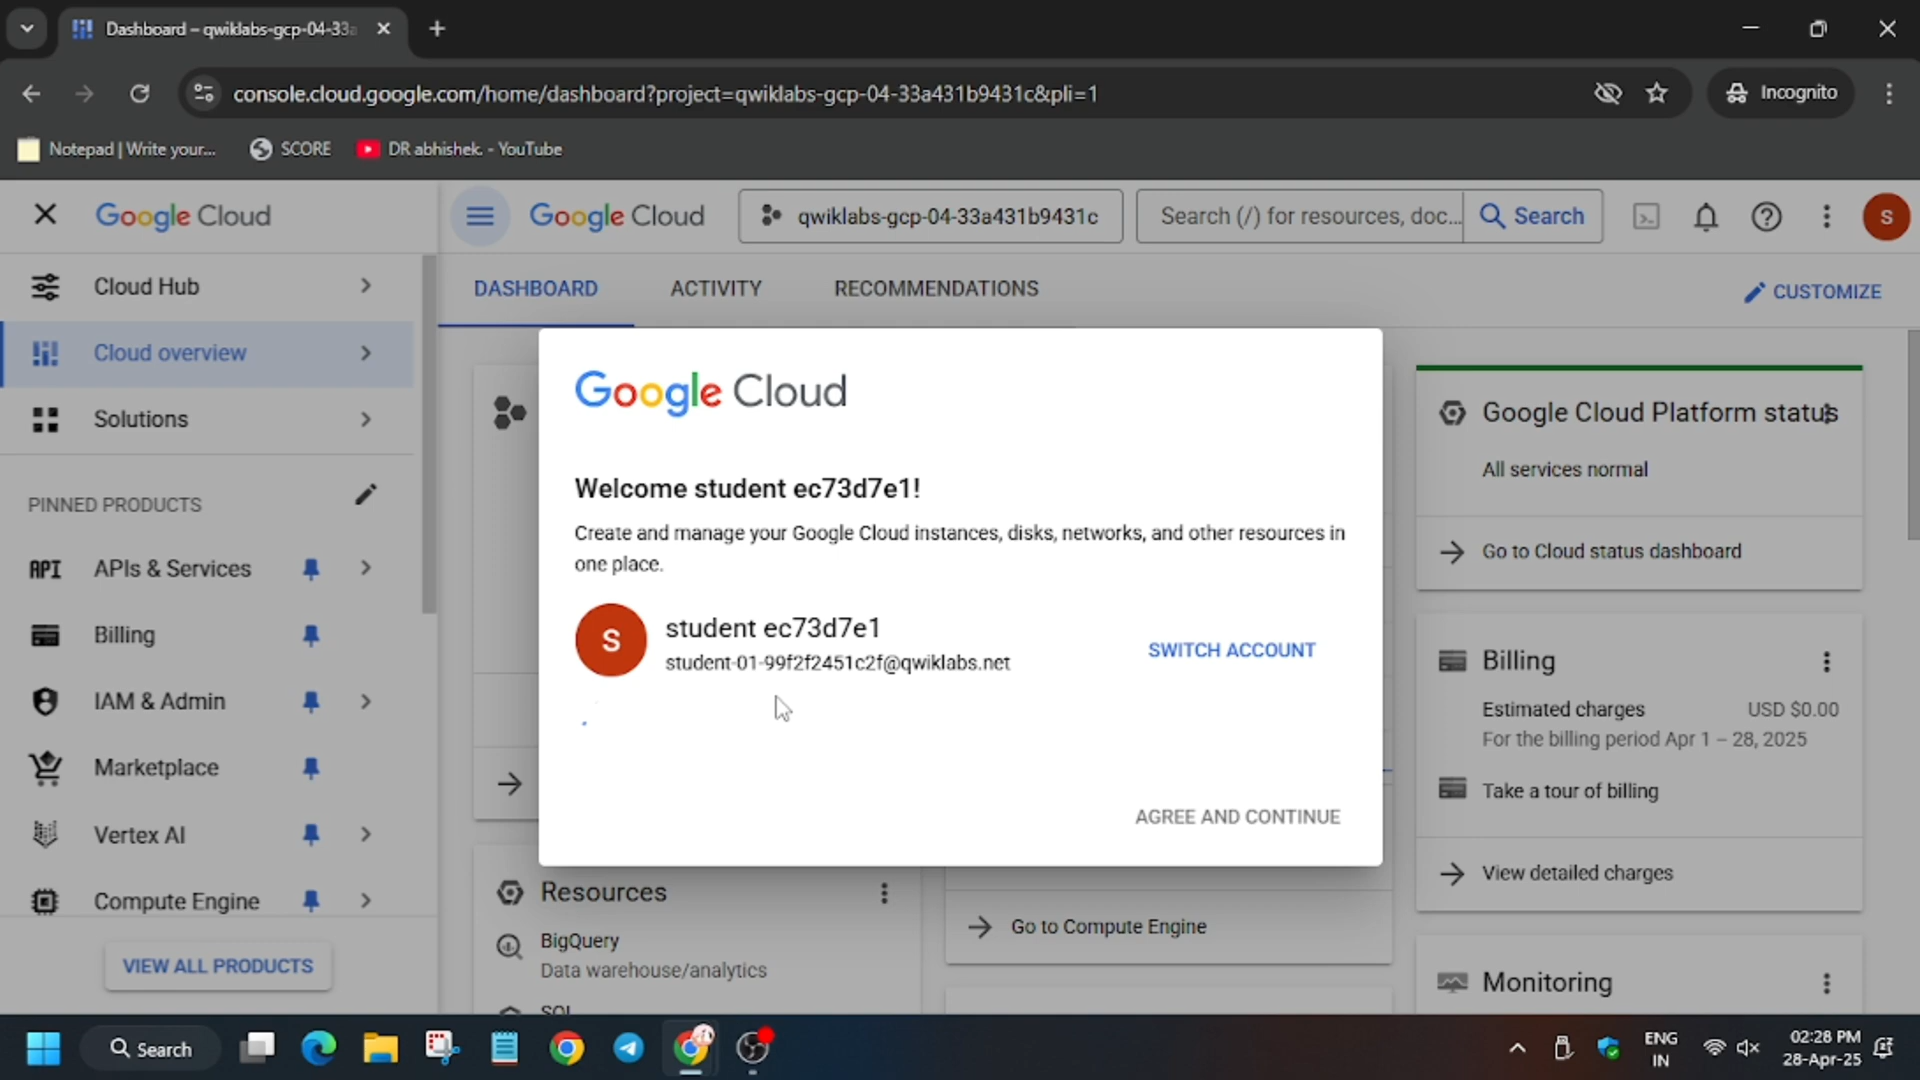 Dashboard – qwiklabs-gcp-04-33a
console.cloud.google.com/home/dashboard?project=qwiklabs-gcp-04-33a431b9431c&pli=1
Incognito
Notepad | Write your...
SCORE
DR abhishek. - YouTube
Google Cloud
Google Cloud
qwiklabs-gcp-04-33a431b9431c
Search (/) for resources, doc...
Search
S
Cloud Hub
Cloud overview
Solutions
PINNED PRODUCTS
API APIs & Services
Billing
IAM & Admin
Marketplace
Vertex AI
Compute Engine
VIEW ALL PRODUCTS
DASHBOARD
ACTIVITY
RECOMMENDATIONS
CUSTOMIZE
Google Cloud
Welcome student ec73d7e1!
Create and manage your Google Cloud instances, disks, networks, and other resources in
one place.
S
student ec73d7e1
student-01-99f2f2451c2f@qwiklabs.net
SWITCH ACCOUNT
AGREE AND CONTINUE
Resources
BigQuery
Data warehouse/analytics
SQL
Go to Compute Engine
Google Cloud Platform status
All services normal
Go to Cloud status dashboard
Billing
Estimated charges
USD $0.00
For the billing period Apr 1 – 28, 2025
Take a tour of billing
View detailed charges
Monitoring
Search
ENG
IN
02:28 PM
28-Apr-25